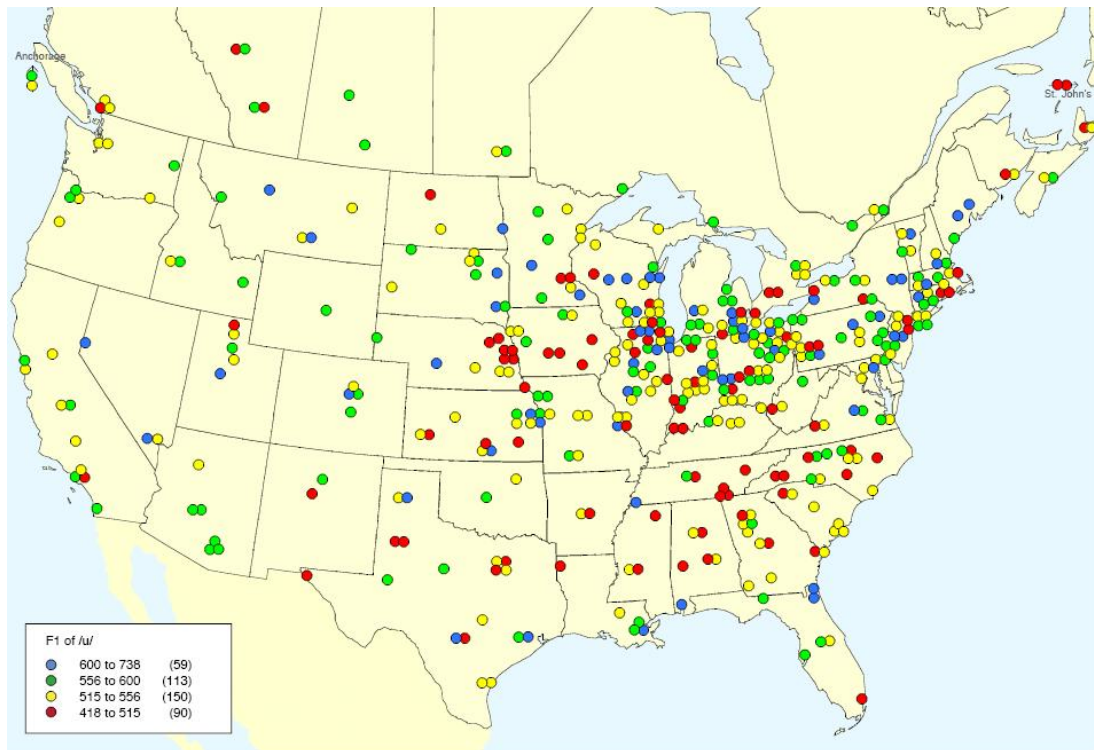 Anchorage
St. John's
F1 of /u/
600 to 738 (59)
556 to 600 (113)
515 to 556 (150)
418 to 515 (90)